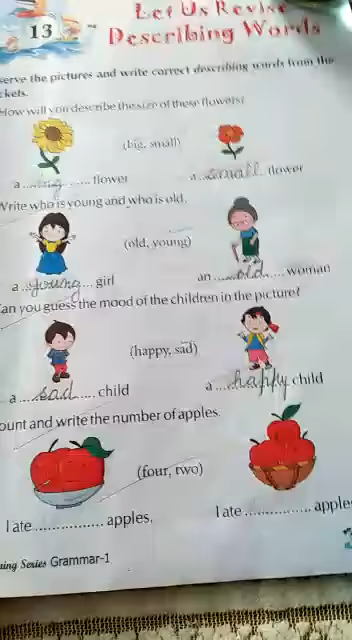 13
Let Us Revise
Describing Words
serve the pictures and write correct describing words from the
ckets.
How will you describe the size of these flowers?
(big, small)
a ... big ... flower a ... small ... flower
Write who is young and who is old.
(old, young)
a ... young ... girl an ... old ... woman
an you guess the mood of the children in the picture?
(happy, sad)
a ... sad ... child a ... happy child
ount and write the number of apples.
(four, two)
I ate ................ apples. I ate ................ apple
ing Series Grammar-1